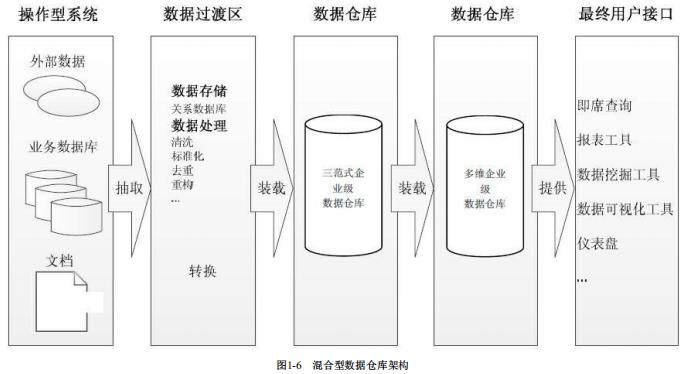 操作型系统
数据过渡区
数据仓库
数据仓库
最终用户接口
外部数据
业务数据库
文档
抽取
数据存储
关系数据库
数据处理
清洗
标准化
去重
重构
...
转换
装载
三范式企
业级
数据仓库
装载
多维企业
级
数据仓库
提供
即席查询
报表工具
数据挖掘工具
数据可视化工具
仪表盘
...
图1-6 混合型数据仓库架构